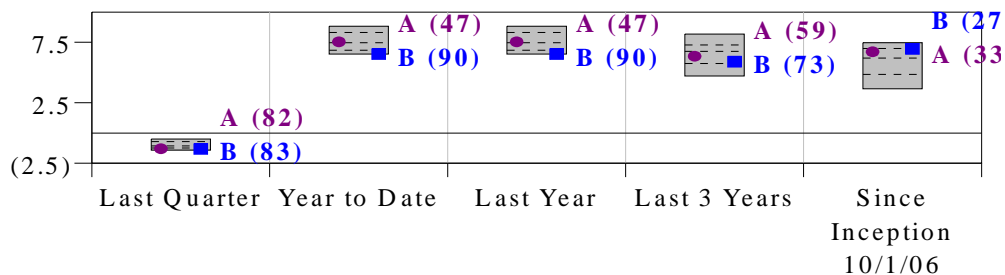 7.5
2.5
(2.5)
A (82)
B (83)
A (47)
B (90)
A (47)
B (90)
A (59)
B (73)
B (27
A (33
Last Quarter
Year to Date
Last Year
Last 3 Years
Since
Inception
10/1/06